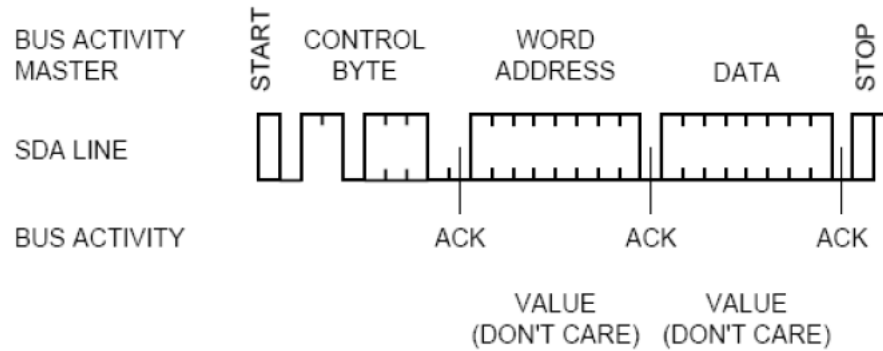 BUS ACTIVITY
MASTER
START
CONTROL
BYTE
WORD
ADDRESS
DATA
STOP
SDA LINE
BUS ACTIVITY
ACK
ACK
ACK
VALUE
(DON'T CARE)
VALUE
(DON'T CARE)